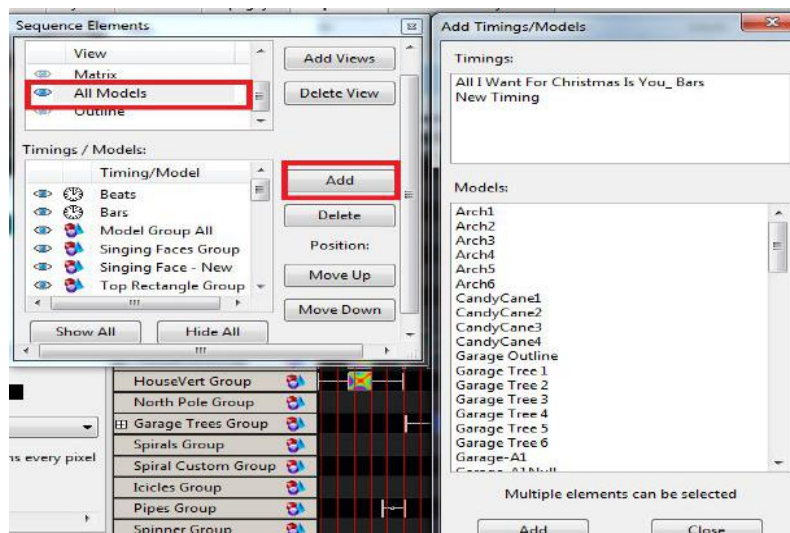 Sequence Elements
View
Matrix
All Models
Outline
Add Views
Delete View
Timings / Models:
Timing/Model
Beats
Bars
Model Group All
Singing Faces Group
Singing Face - New
Top Rectangle Group
Add
Delete
Position:
Move Up
Move Down
Show All
Hide All
HouseVert Group
North Pole Group
Garage Trees Group
Spirals Group
Spiral Custom Group
Icicles Group
Pipes Group
Spinner Group
ns every pixel
Add Timings/Models
Timings:
All I Want For Christmas Is You_ Bars
New Timing
Models:
Arch1
Arch2
Arch3
Arch4
Arch5
Arch6
CandyCane1
CandyCane2
CandyCane3
CandyCane4
Garage Outline
Garage Tree 1
Garage Tree 2
Garage Tree 3
Garage Tree 4
Garage Tree 5
Garage Tree 6
Garage-A1
Garage-A1Null
Multiple elements can be selected
Add
Close